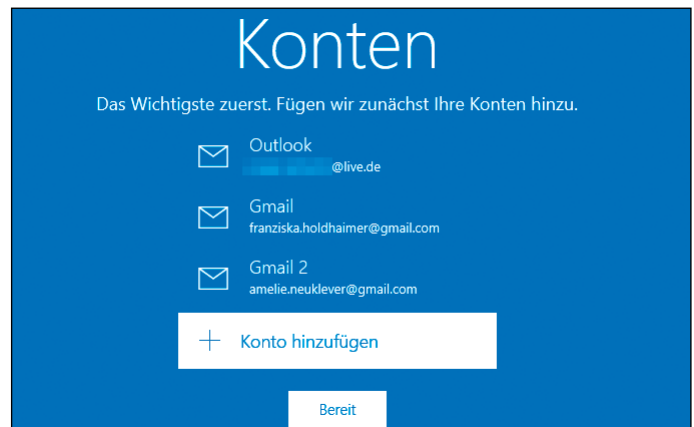 Konten
Das Wichtigste zuerst. Fügen wir zunächst Ihre Konten hinzu.
Outlook
@live.de
Gmail
franziska.holdhaimer@gmail.com
Gmail 2
amelie.neuklever@gmail.com
Konto hinzufügen
Bereit